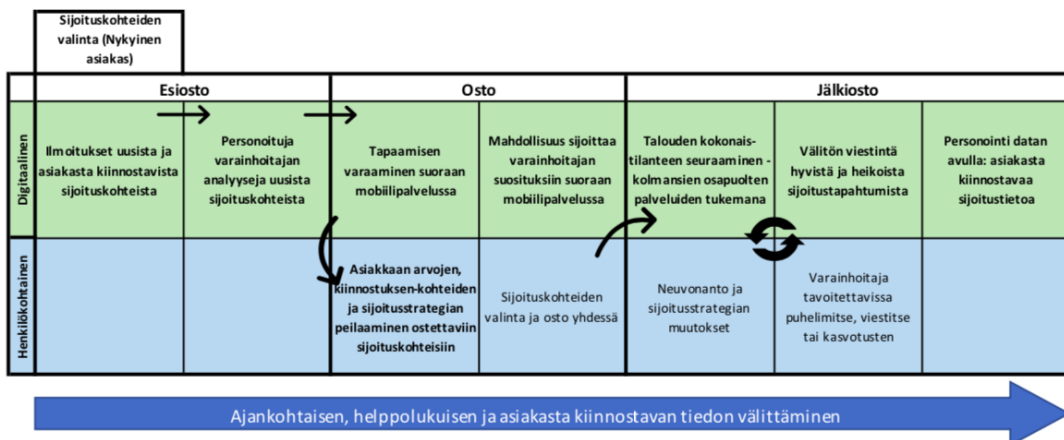 Sijoituskohteiden
valinta (Nykyinen
asiakas)
Esiosto
Osto
Jälkiosto
Digitaalinen
Ilmoitukset uusista ja
asiakasta kiinnostavista
sijoituskohteista
Personoituja
varainhoitajan
analyyseja uusista
sijoituskohteista
Tapaamisen
varaaminen suoraan
mobiilipalvelussa
Mahdollisuus sijoittaa
varainhoitajan
suosituksiin suoraan
mobiilipalvelussa
Talouden kokonais-
tilanteen seuraaminen -
kolmansien osapuolten
palveluiden tukemana
Välitön viestintä
hyvistä ja heikoista
sijoitustapahtumista
Personointi datan
avulla: asiakasta
kiinnostavaa
sijoitustietoa
Henkilökohtainen
Asiakkaan arvojen,
kiinnostuksen-kohteiden
ja sijoitusstrategian
peilaaminen ostettaviin
sijoituskohteisiin
Sijoituskohteiden
valinta ja osto yhdessä
Neuvonanto ja
sijoitusstrategian
muutokset
Varainhoitaja
tavoitettavissa
puhelimitse, viestitse
tai kasvotusten
Ajankohtaisen, helppolukuisen ja asiakasta kiinnostavan tiedon välittäminen